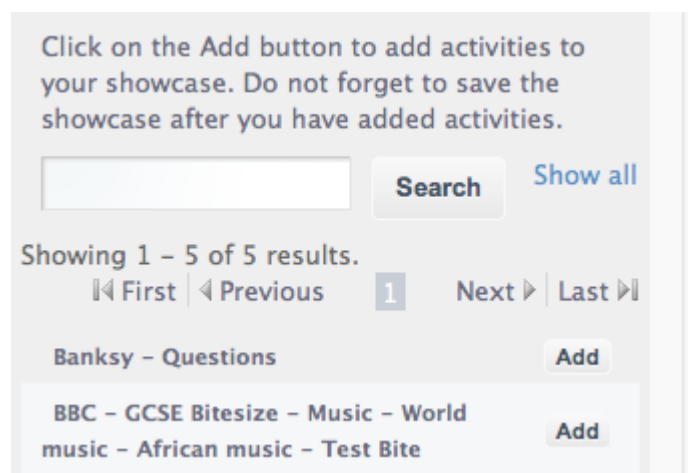 Click on the Add button to add activities to
your showcase. Do not forget to save the
showcase after you have added activities.
Search Show all
Showing 1 – 5 of 5 results.
First Previous 1 Next Last
Banksy – Questions Add
BBC – GCSE Bitesize – Music – World
music – African music – Test Bite Add